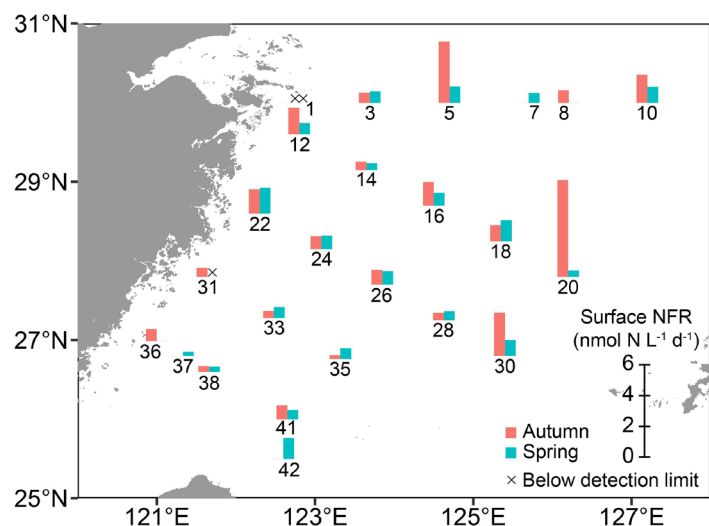 31°N
1
3
5
7
8
10
12
29°N
14
16
22
18
24
31
26
20
33
28
Surface NFR
(nmol N L⁻¹ d⁻¹)
27°N
36
37
38
35
30
6
4
2
0
41
Autumn
Spring
42
Below detection limit
25°N
121°E
123°E
125°E
127°E